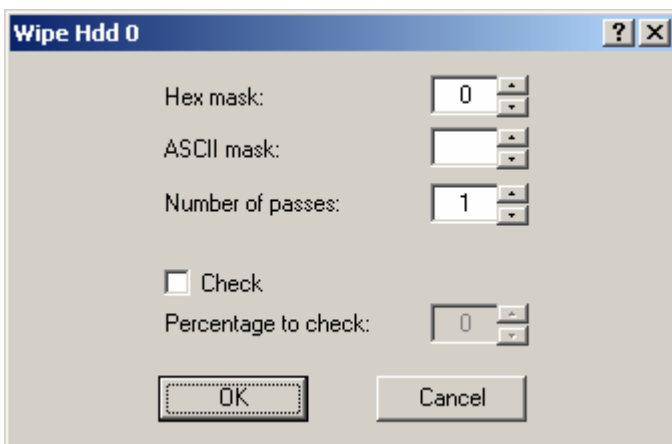 Wipe Hdd 0 ?
Hex mask: 0
ASCII mask:
Number of passes: 1
Check
Percentage to check: 0
OK Cancel